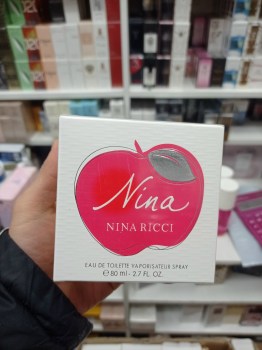 Nina
NINA RICCI
EAU DE TOILETTE VAPORISATEUR SPRAY
℮ 80 ml - 2.7 FL. OZ.